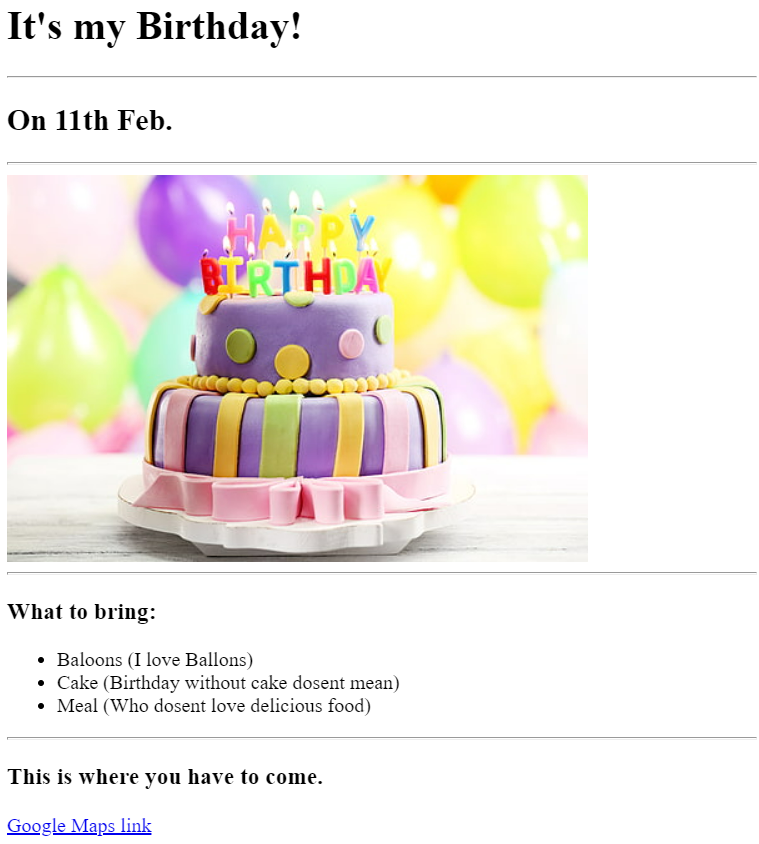 It's my Birthday!
On 11th Feb.
HAPPY
BIRTHDAY
What to bring:
Baloons (I love Ballons)
Cake (Birthday without cake dosent mean)
Meal (Who dosent love delicious food)
This is where you have to come.
Google Maps link